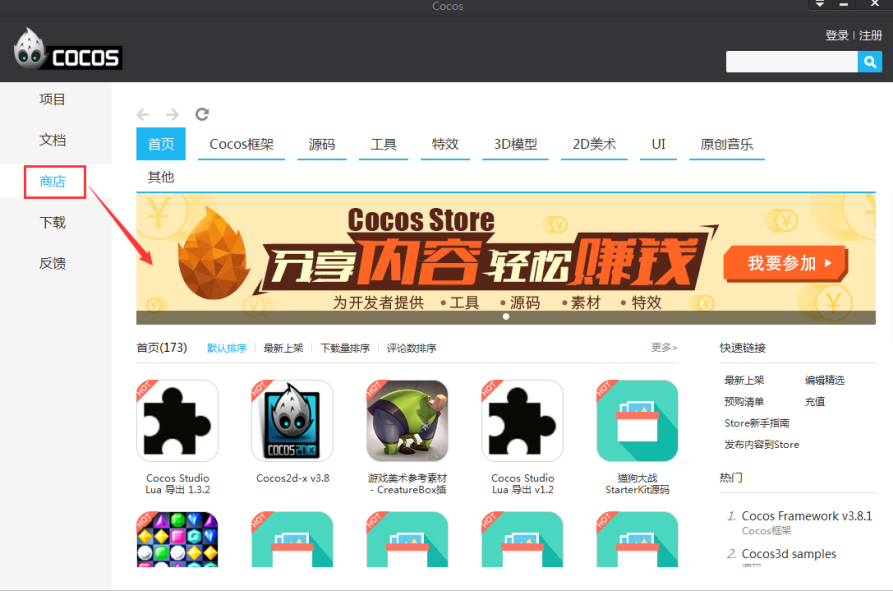 Cocos
COCOS
登录 | 注册
项目
文档
商店
下载
反馈
首页 Cocos框架 源码 工具 特效 3D模型 2D美术 UI 原创音乐
其他
Cocos Store
分享内容轻松赚钱
为开发者提供 •工具 •源码 •素材 •特效
我要参加
首页(173) 默认排序 最新上架 下载量排序 评论数排序 更多>
HOT HOT HOT HOT HOT
COCOS2DX
Cocos Studio
Lua 导出 1.3.2
Cocos2d-x v3.8
游戏美术参考素材
- CreatureBox插
Cocos Studio
Lua 导出 v1.2
猫狗大战
StarterKit源码
HOT HOT HOT HOT HOT
快速链接
最新上架 编辑精选
预购清单 充值
Store新手指南
发布内容到Store
热门
1. Cocos Framework v3.8.1
Cocos框架
2. Cocos3d samples
源码